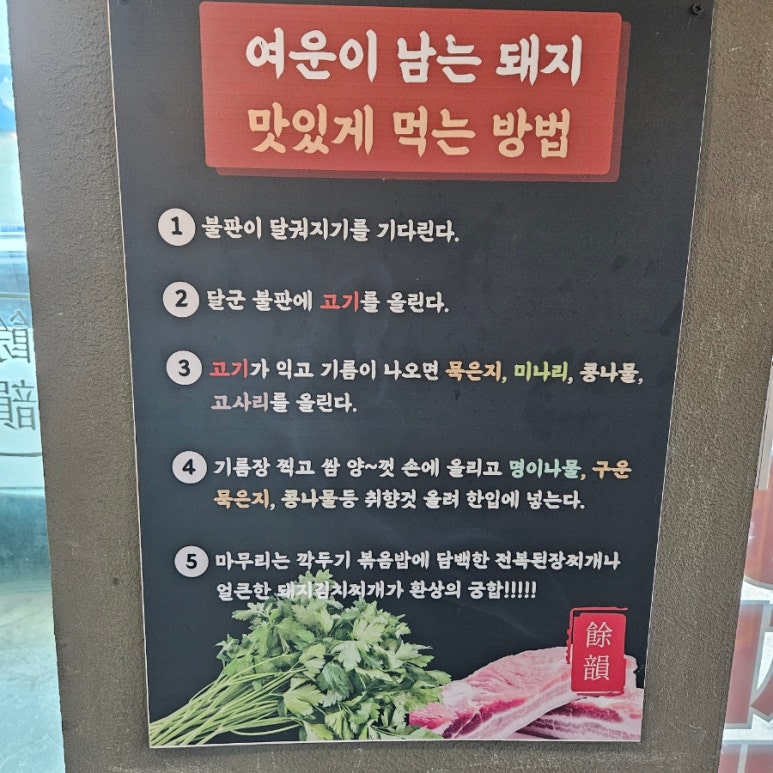 여운이 남는 돼지
맛있게 먹는 방법
1 불판이 달궈지기를 기다린다.
2 달군 불판에 고기를 올린다.
3 고기가 익고 기름이 나오면 묵은지, 미나리, 콩나물,
고사리를 올린다.
4 기름장 찍고 쌈 양~껏 손에 올리고 명이나물, 구운
묵은지, 콩나물등 취향것 올려 한입에 넣는다.
5 마무리는 깍두기 볶음밥에 담백한 전복된장찌개나
얼큰한 돼지김치찌개가 환상의 궁합!!!!!
餘
韻